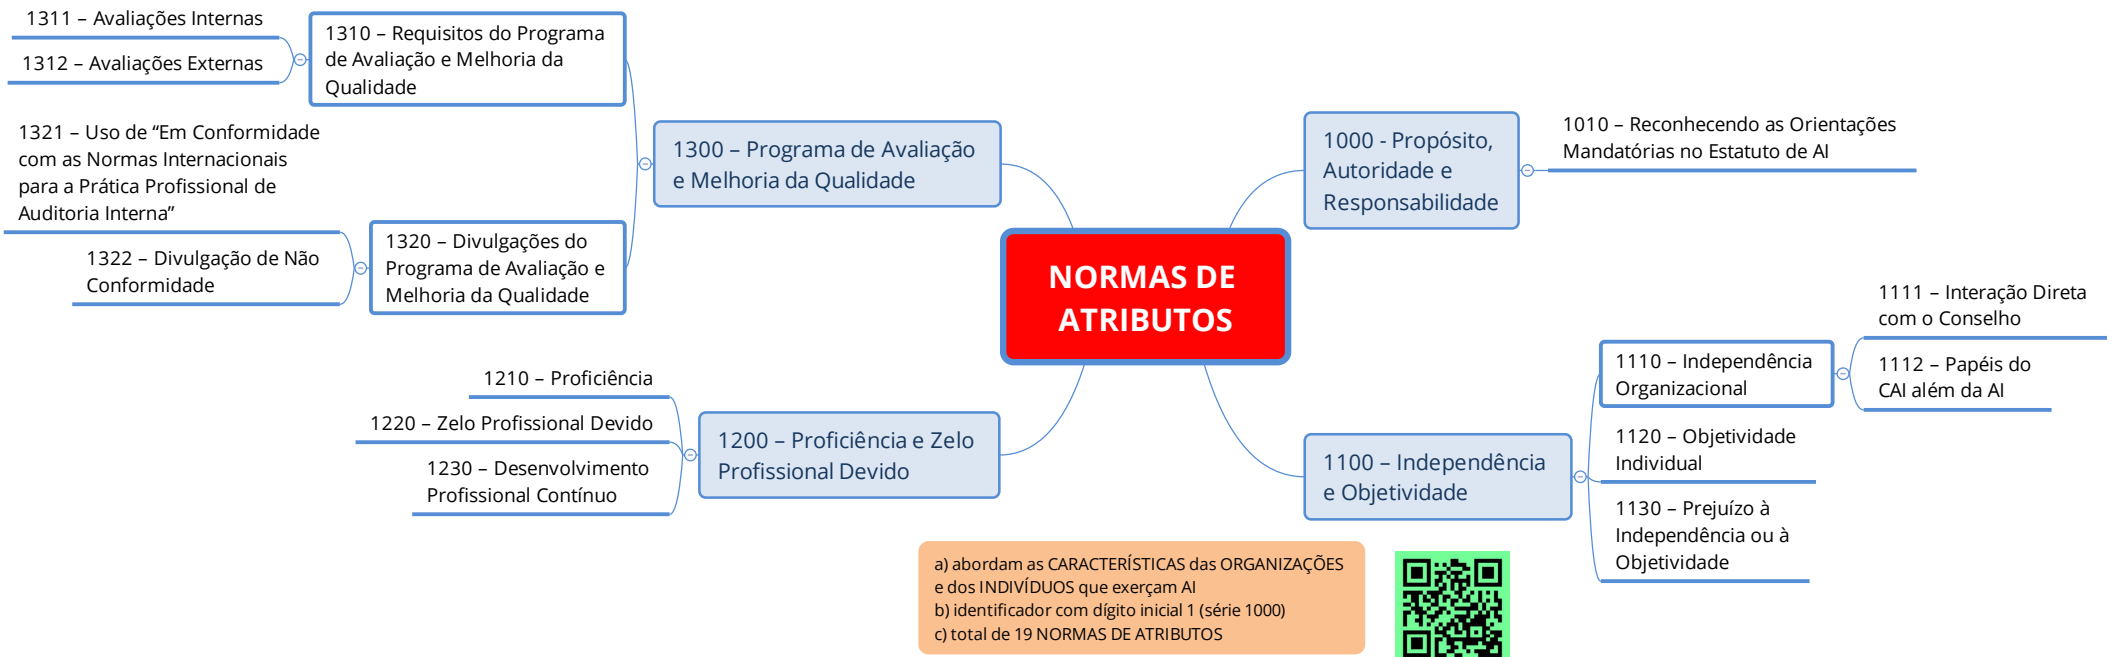 1311 – Avaliações Internas
1312 – Avaliações Externas
1310 – Requisitos do Programa
de Avaliação e Melhoria da
Qualidade
1321 – Uso de “Em Conformidade
com as Normas Internacionais
para a Prática Profissional de
Auditoria Interna”
1322 – Divulgação de Não
Conformidade
1320 – Divulgações do
Programa de Avaliação e
Melhoria da Qualidade
1300 – Programa de Avaliação
e Melhoria da Qualidade
1210 – Proficiência
1220 – Zelo Profissional Devido
1230 – Desenvolvimento
Profissional Contínuo
1200 – Proficiência e Zelo
Profissional Devido
NORMAS DE
ATRIBUTOS
1000 - Propósito,
Autoridade e
Responsabilidade
1010 – Reconhecendo as Orientações
Mandatórias no Estatuto de AI
1100 – Independência
e Objetividade
1110 – Independência
Organizacional
1111 – Interação Direta
com o Conselho
1112 – Papéis do
CAI além da AI
1120 – Objetividade
Individual
1130 – Prejuízo à
Independência ou à
Objetividade
a) abordam as CARACTERÍSTICAS das ORGANIZAÇÕES
e dos INDIVÍDUOS que exerçam AI
b) identificador com dígito inicial 1 (série 1000)
c) total de 19 NORMAS DE ATRIBUTOS